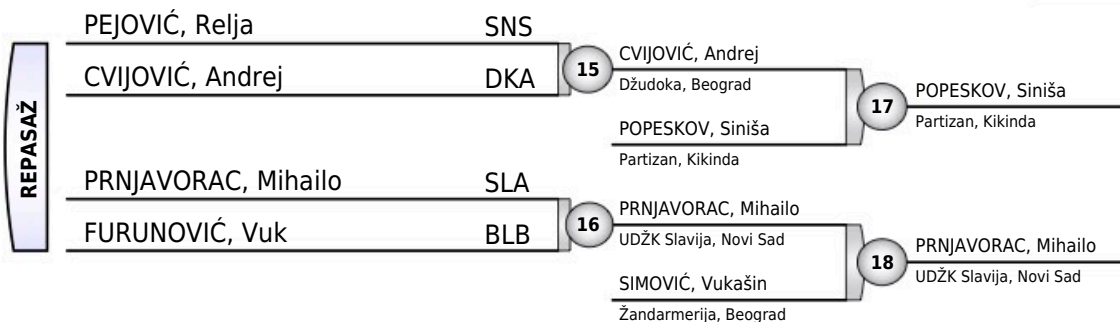 REPASAŽ
PEJOVIĆ, Relja SNS
CVIJOVIĆ, Andrej DKA
15
CVIJOVIĆ, Andrej
Džudoka, Beograd
POPESKOV, Siniša
Partizan, Kikinda
17
POPESKOV, Siniša
Partizan, Kikinda
PRNJAVORAC, Mihailo SLA
FURUNOVIĆ, Vuk BLB
16
PRNJAVORAC, Mihailo
UDŽK Slavija, Novi Sad
SIMOVIĆ, Vukašin
Žandarmerija, Beograd
18
PRNJAVORAC, Mihailo
UDŽK Slavija, Novi Sad